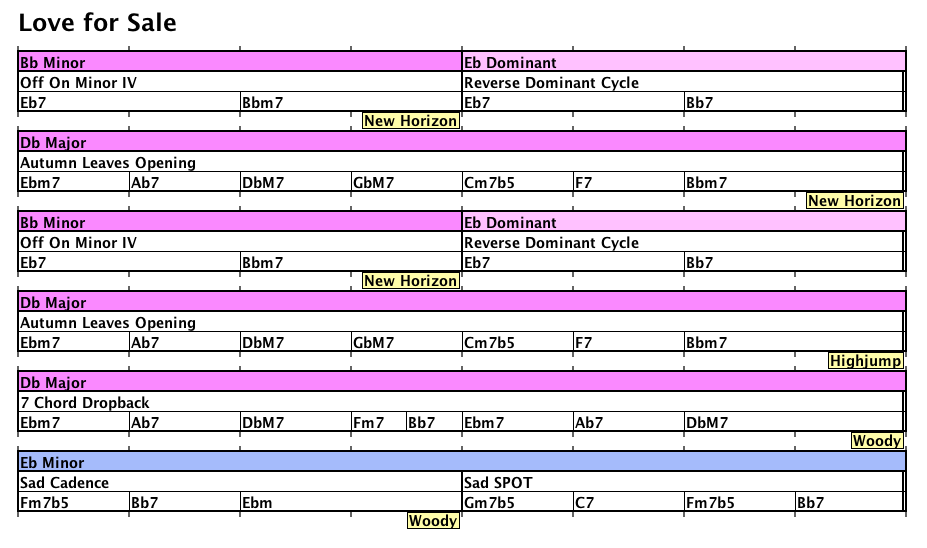 Love for Sale
Bb Minor Eb Dominant
Off On Minor IV Reverse Dominant Cycle
Eb7 Bbm7 Eb7 Bb7
New Horizon
Db Major
Autumn Leaves Opening
Ebm7 Ab7 DbM7 GbM7 Cm7b5 F7 Bbm7
New Horizon
Bb Minor Eb Dominant
Off On Minor IV Reverse Dominant Cycle
Eb7 Bbm7 Eb7 Bb7
New Horizon
Db Major
Autumn Leaves Opening
Ebm7 Ab7 DbM7 GbM7 Cm7b5 F7 Bbm7
Highjump
Db Major
7 Chord Dropback
Ebm7 Ab7 DbM7 Fm7 Bb7 Ebm7 Ab7 DbM7
Woody
Eb Minor
Sad Cadence Sad SPOT
Fm7b5 Bb7 Ebm Gm7b5 C7 Fm7b5 Bb7
Woody